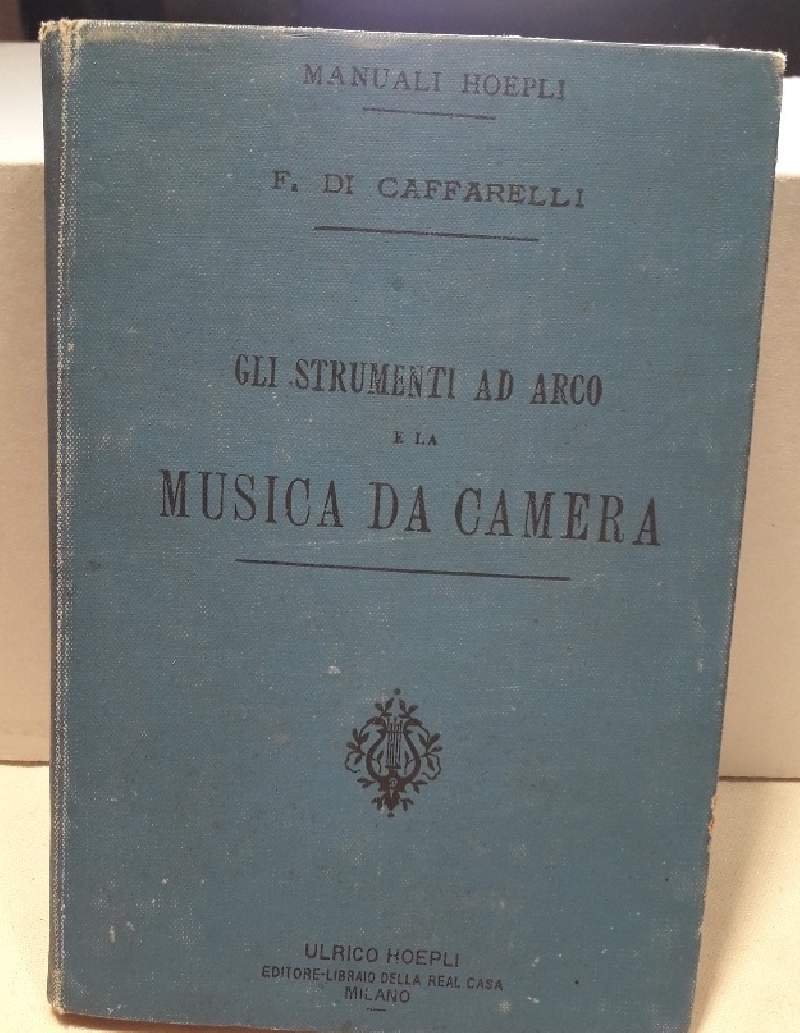 MANUALI HOEPLI
F. DI CAFFARELLI
GLI STRUMENTI AD ARCO
E LA
MUSICA DA CAMERA
ULRICO HOEPLI
EDITORE-LIBRAIO DELLA REAL CASA
MILANO